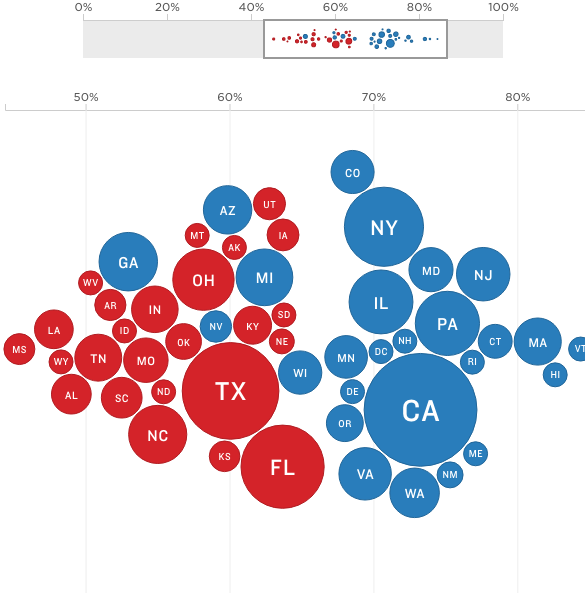 0% 20% 40% 60% 80% 100%
50% 60% 70% 80%
CO
NY
UT
AZ
MT
IA
AK
GA
MD
NJ
OH
MI
WV
IL
AR
IN
SD
PA
NV
KY
LA
ID
OK
NE
NH
CT
MA
MS
WY
TN
MO
DC
VT
MN
RI
WI
HI
TX
ND
DE
AL
SC
CA
OR
NC
KS
FL
ME
VA
NM
WA